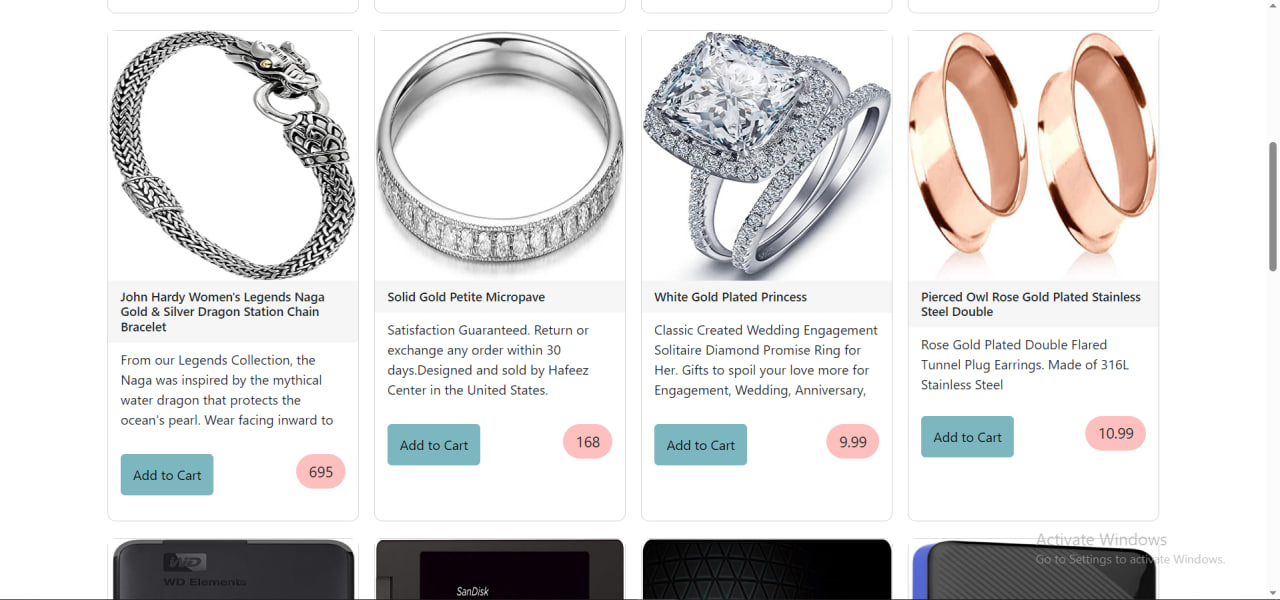 John Hardy Women's Legends Naga
Gold & Silver Dragon Station Chain
Bracelet
From our Legends Collection, the
Naga was inspired by the mythical
water dragon that protects the
ocean's pearl. Wear facing inward to
Add to Cart
695
Solid Gold Petite Micropave
Satisfaction Guaranteed. Return or
exchange any order within 30
days.Designed and sold by Hafeez
Center in the United States.
Add to Cart
168
White Gold Plated Princess
Classic Created Wedding Engagement
Solitaire Diamond Promise Ring for
Her. Gifts to spoil your love more for
Engagement, Wedding, Anniversary,
Add to Cart
9.99
Pierced Owl Rose Gold Plated Stainless
Steel Double
Rose Gold Plated Double Flared
Tunnel Plug Earrings. Made of 316L
Stainless Steel
Add to Cart
10.99
WD
WD Elements
SanDisk
Activate Windows
Go to Settings to activate Windows.